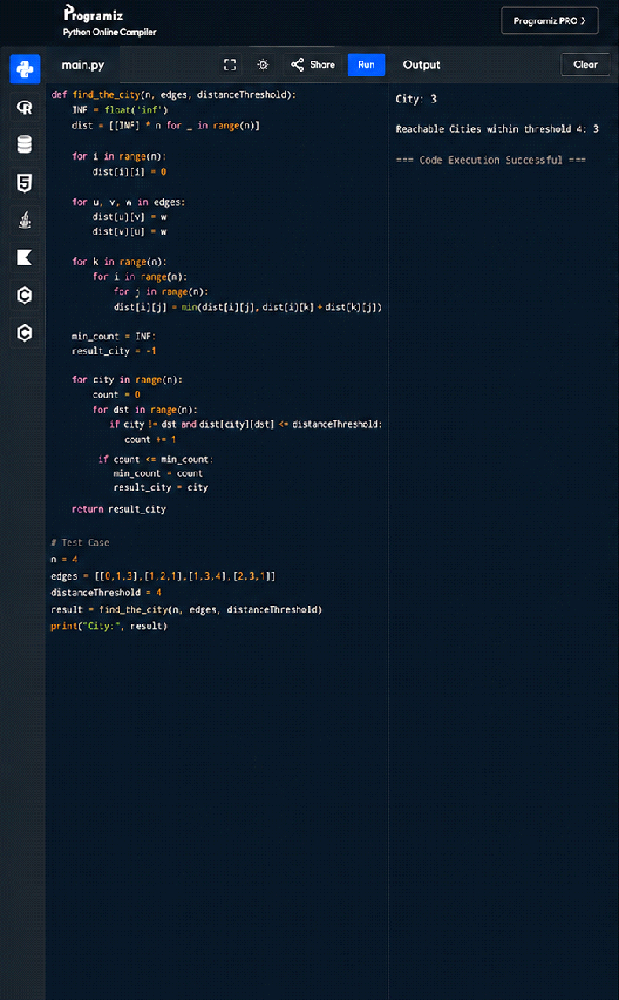 Programiz
Python Online Compiler
Programiz PRO >
main.py
Share
Run
Output
Clear
def find_the_city(n, edges, distanceThreshold):
    INF = float('inf')
    dist = [[INF] * n for _ in range(n)]
    for i in range(n):
        dist[i][i] = 0
    for u, v, w in edges:
        dist[u][v] = w
        dist[v][u] = w
    for k in range(n):
        for i in range(n):
            for j in range(n):
            dist[i][j] = min(dist[i][j], dist[i][k] + dist[k][j])
    min_count = INF:
    result_city = -1
    for city in range(n):
        count = 0
        for dst in range(n):
            if city != dst and dist[city][dst] <= distanceThreshold:
                count += 1
        if count <= min_count:
            min_count = count
            result_city = city
    return result_city
# Test Case
n = 4
edges = [[0,1,3],[1,2,1],[1,3,4],[2,3,1]]
distanceThreshold = 4
result = find_the_city(n, edges, distanceThreshold)
print("City:", result)
City: 3
Reachable Cities within threshold 4: 3
=== Code Execution Successful ===